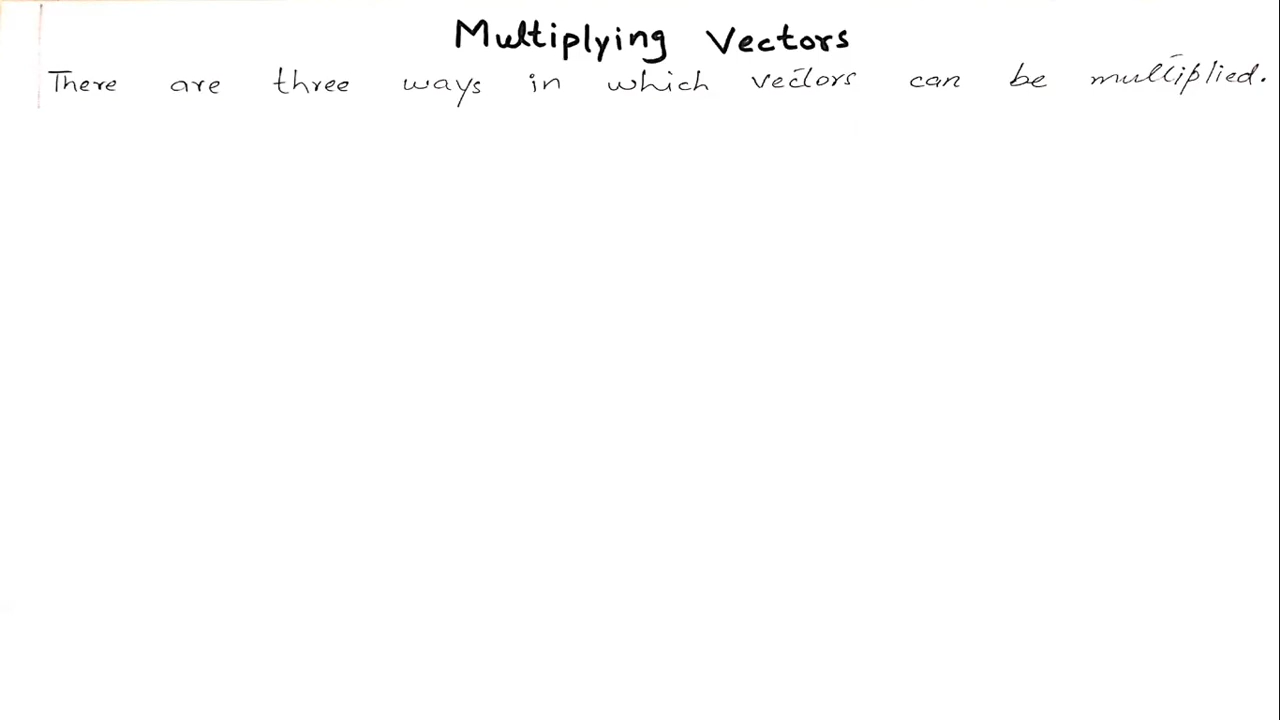 Multiplying Vectors
There are three ways in which vectors can be multiplied.